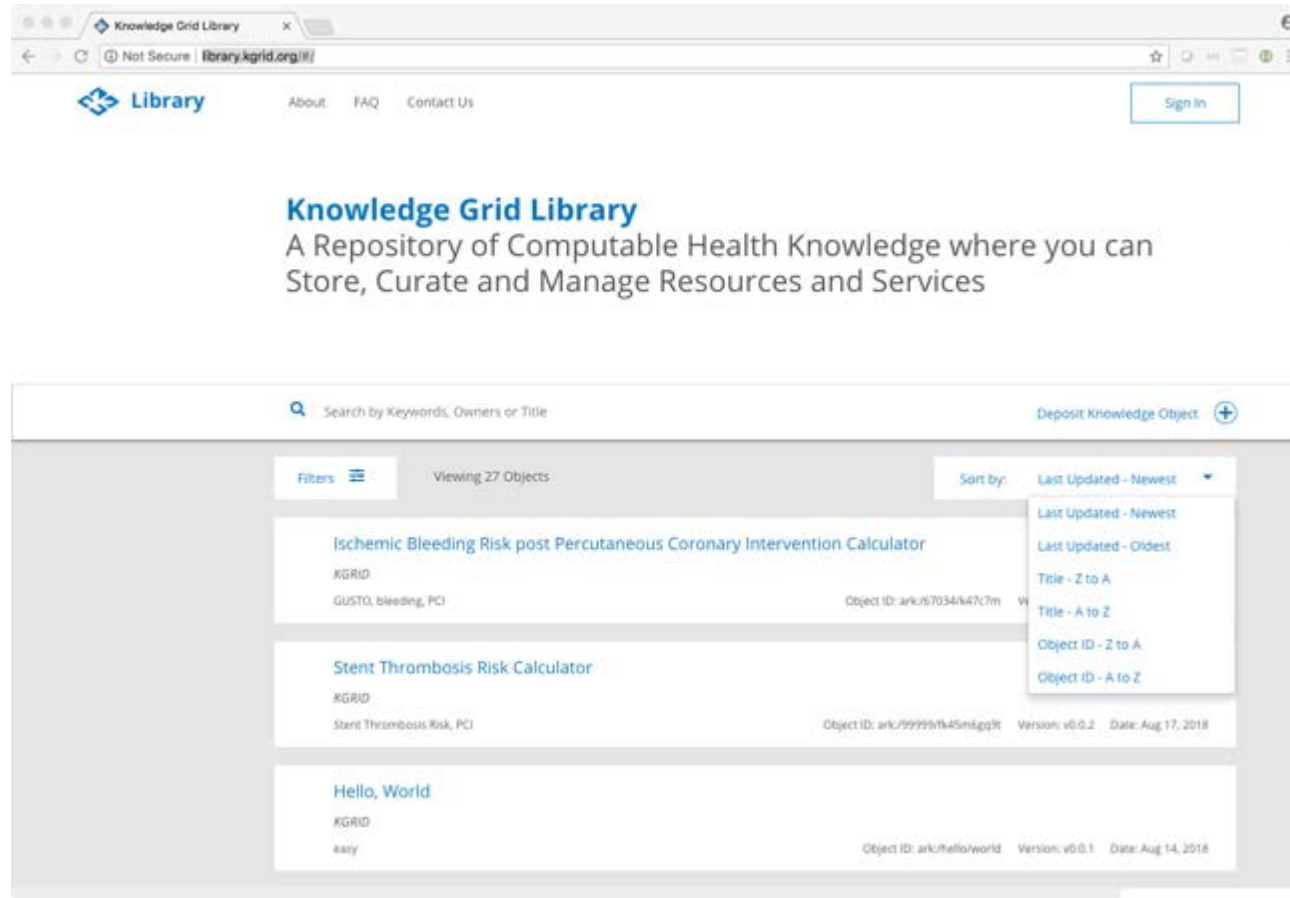 Knowledge Grid Library
Not Secure | library.kgrid.org/#/
Library About FAQ Contact Us Sign In
Knowledge Grid Library
A Repository of Computable Health Knowledge where you can
Store, Curate and Manage Resources and Services
Search by Keywords, Owners or Title Deposit Knowledge Object
Filters Viewing 27 Objects Sort by: Last Updated - Newest
Last Updated - Newest
Last Updated - Oldest
Title - Z to A
Title - A to Z
Object ID - Z to A
Object ID - A to Z
Ischemic Bleeding Risk post Percutaneous Coronary Intervention Calculator
KGRID
GUSTO, bleeding, PCI Object ID: ark:/67034/k47c7m
Stent Thrombosis Risk Calculator
KGRID
Stent Thrombosis Risk, PCI Object ID: Version: v0.0.2 Date: Aug 17, 2018
Hello, World
KGRID
easy Object ID: ark:/hello/world Version: v0.0.1 Date: Aug 14, 2018